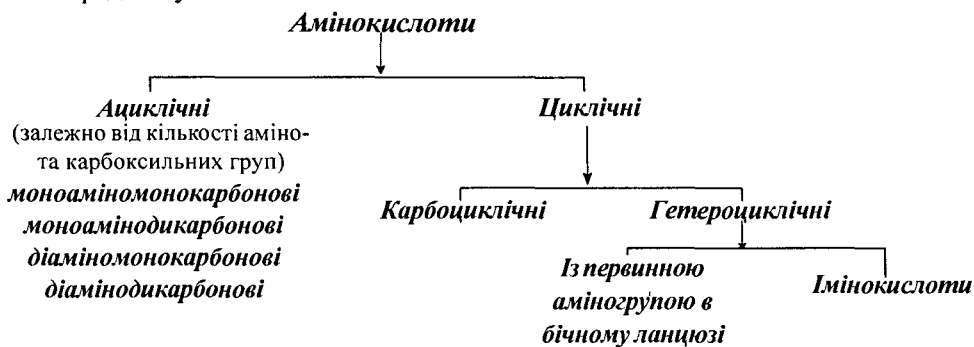 Амінокислоти
Ациклічні
(залежно від кількості аміно-
та карбоксильних груп)
моноаміномонокарбонові
моноамінодикарбонові
діаміномонокарбонові
діамінодикарбонові
Циклічні
Карбоциклічні
Гетероциклічні
Із первинною
аміногрупою в
бічному ланцюзі
Імінокислоти